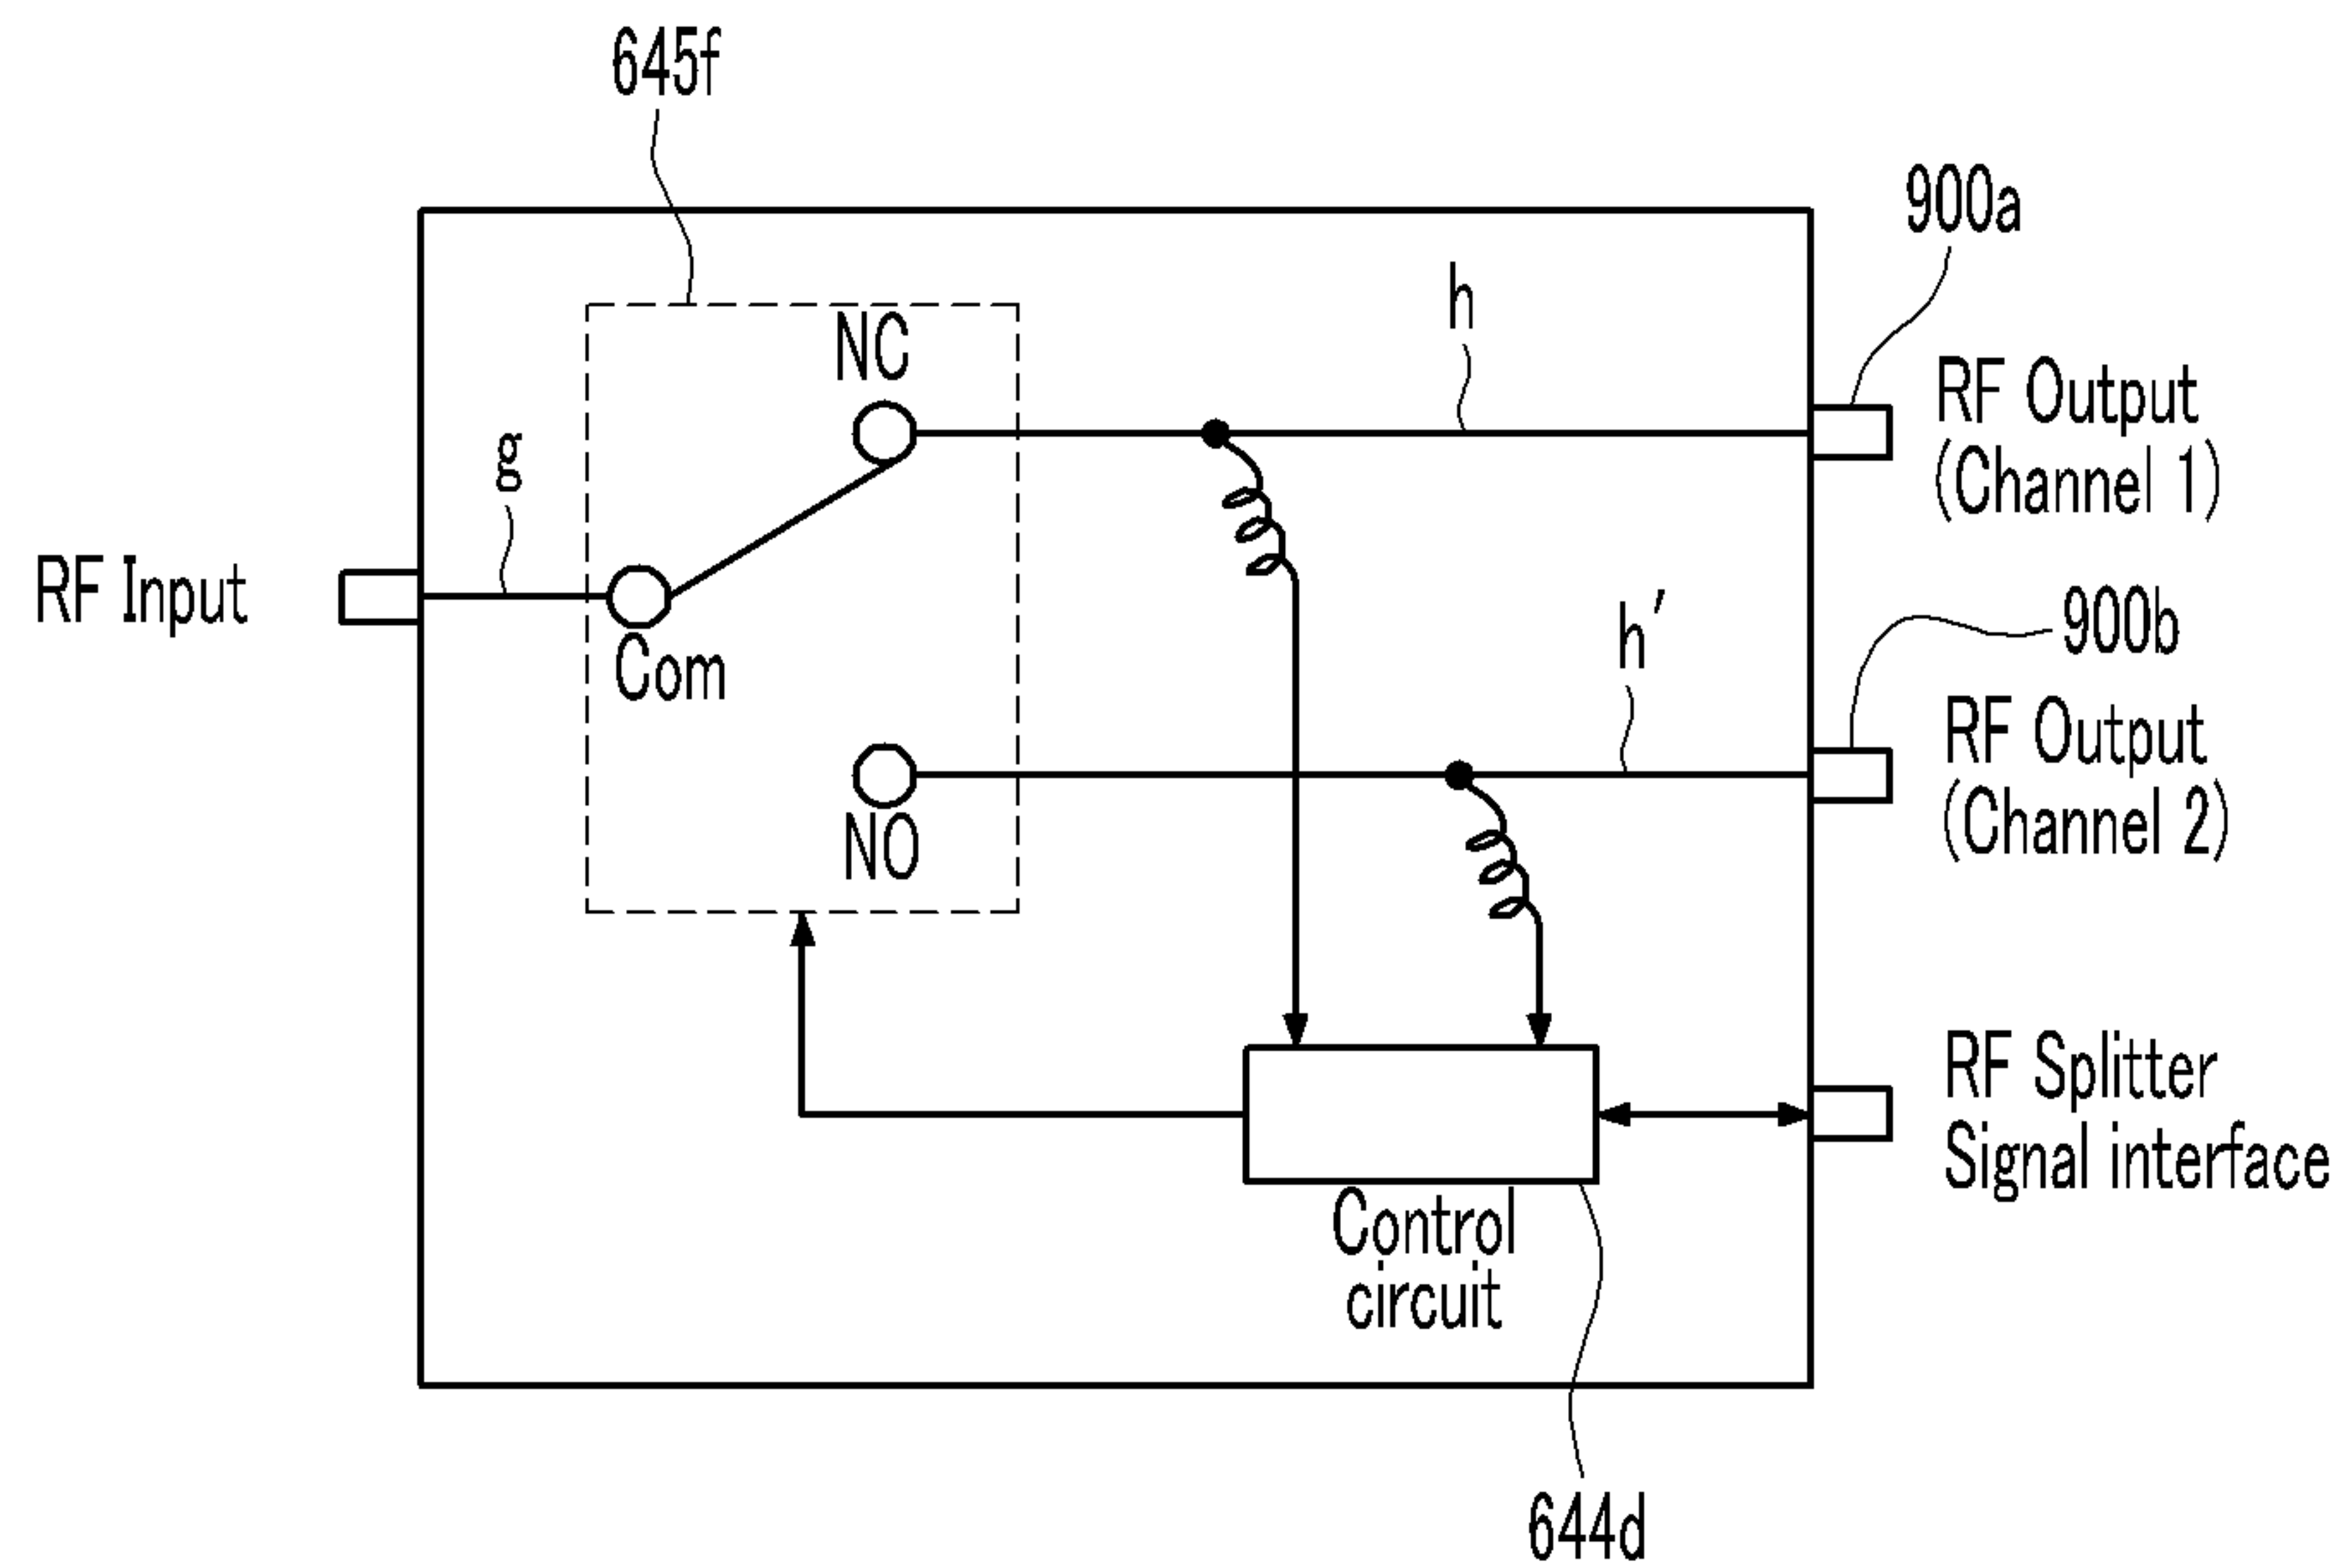 645f
900a
h
NC
RF Output
(Channel 1)
g
RF Input
Com
h'
900b
RF Output
(Channel 2)
NO
RF Splitter
Signal interface
Control
circuit
644d